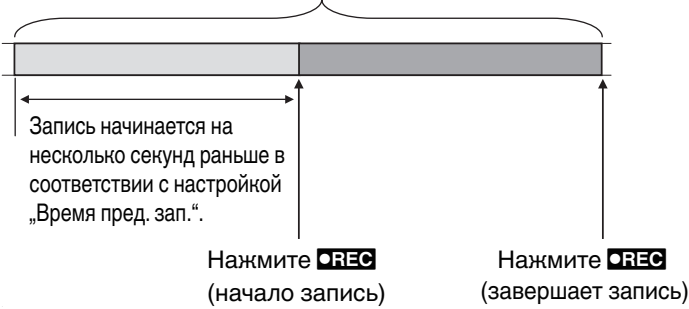 Запись начинается на
несколько секунд раньше в
соответствии с настройкой
„Время пред. зап.“.
Нажмите ●REC
(начало запись)
Нажмите ●REC
(завершает запись)